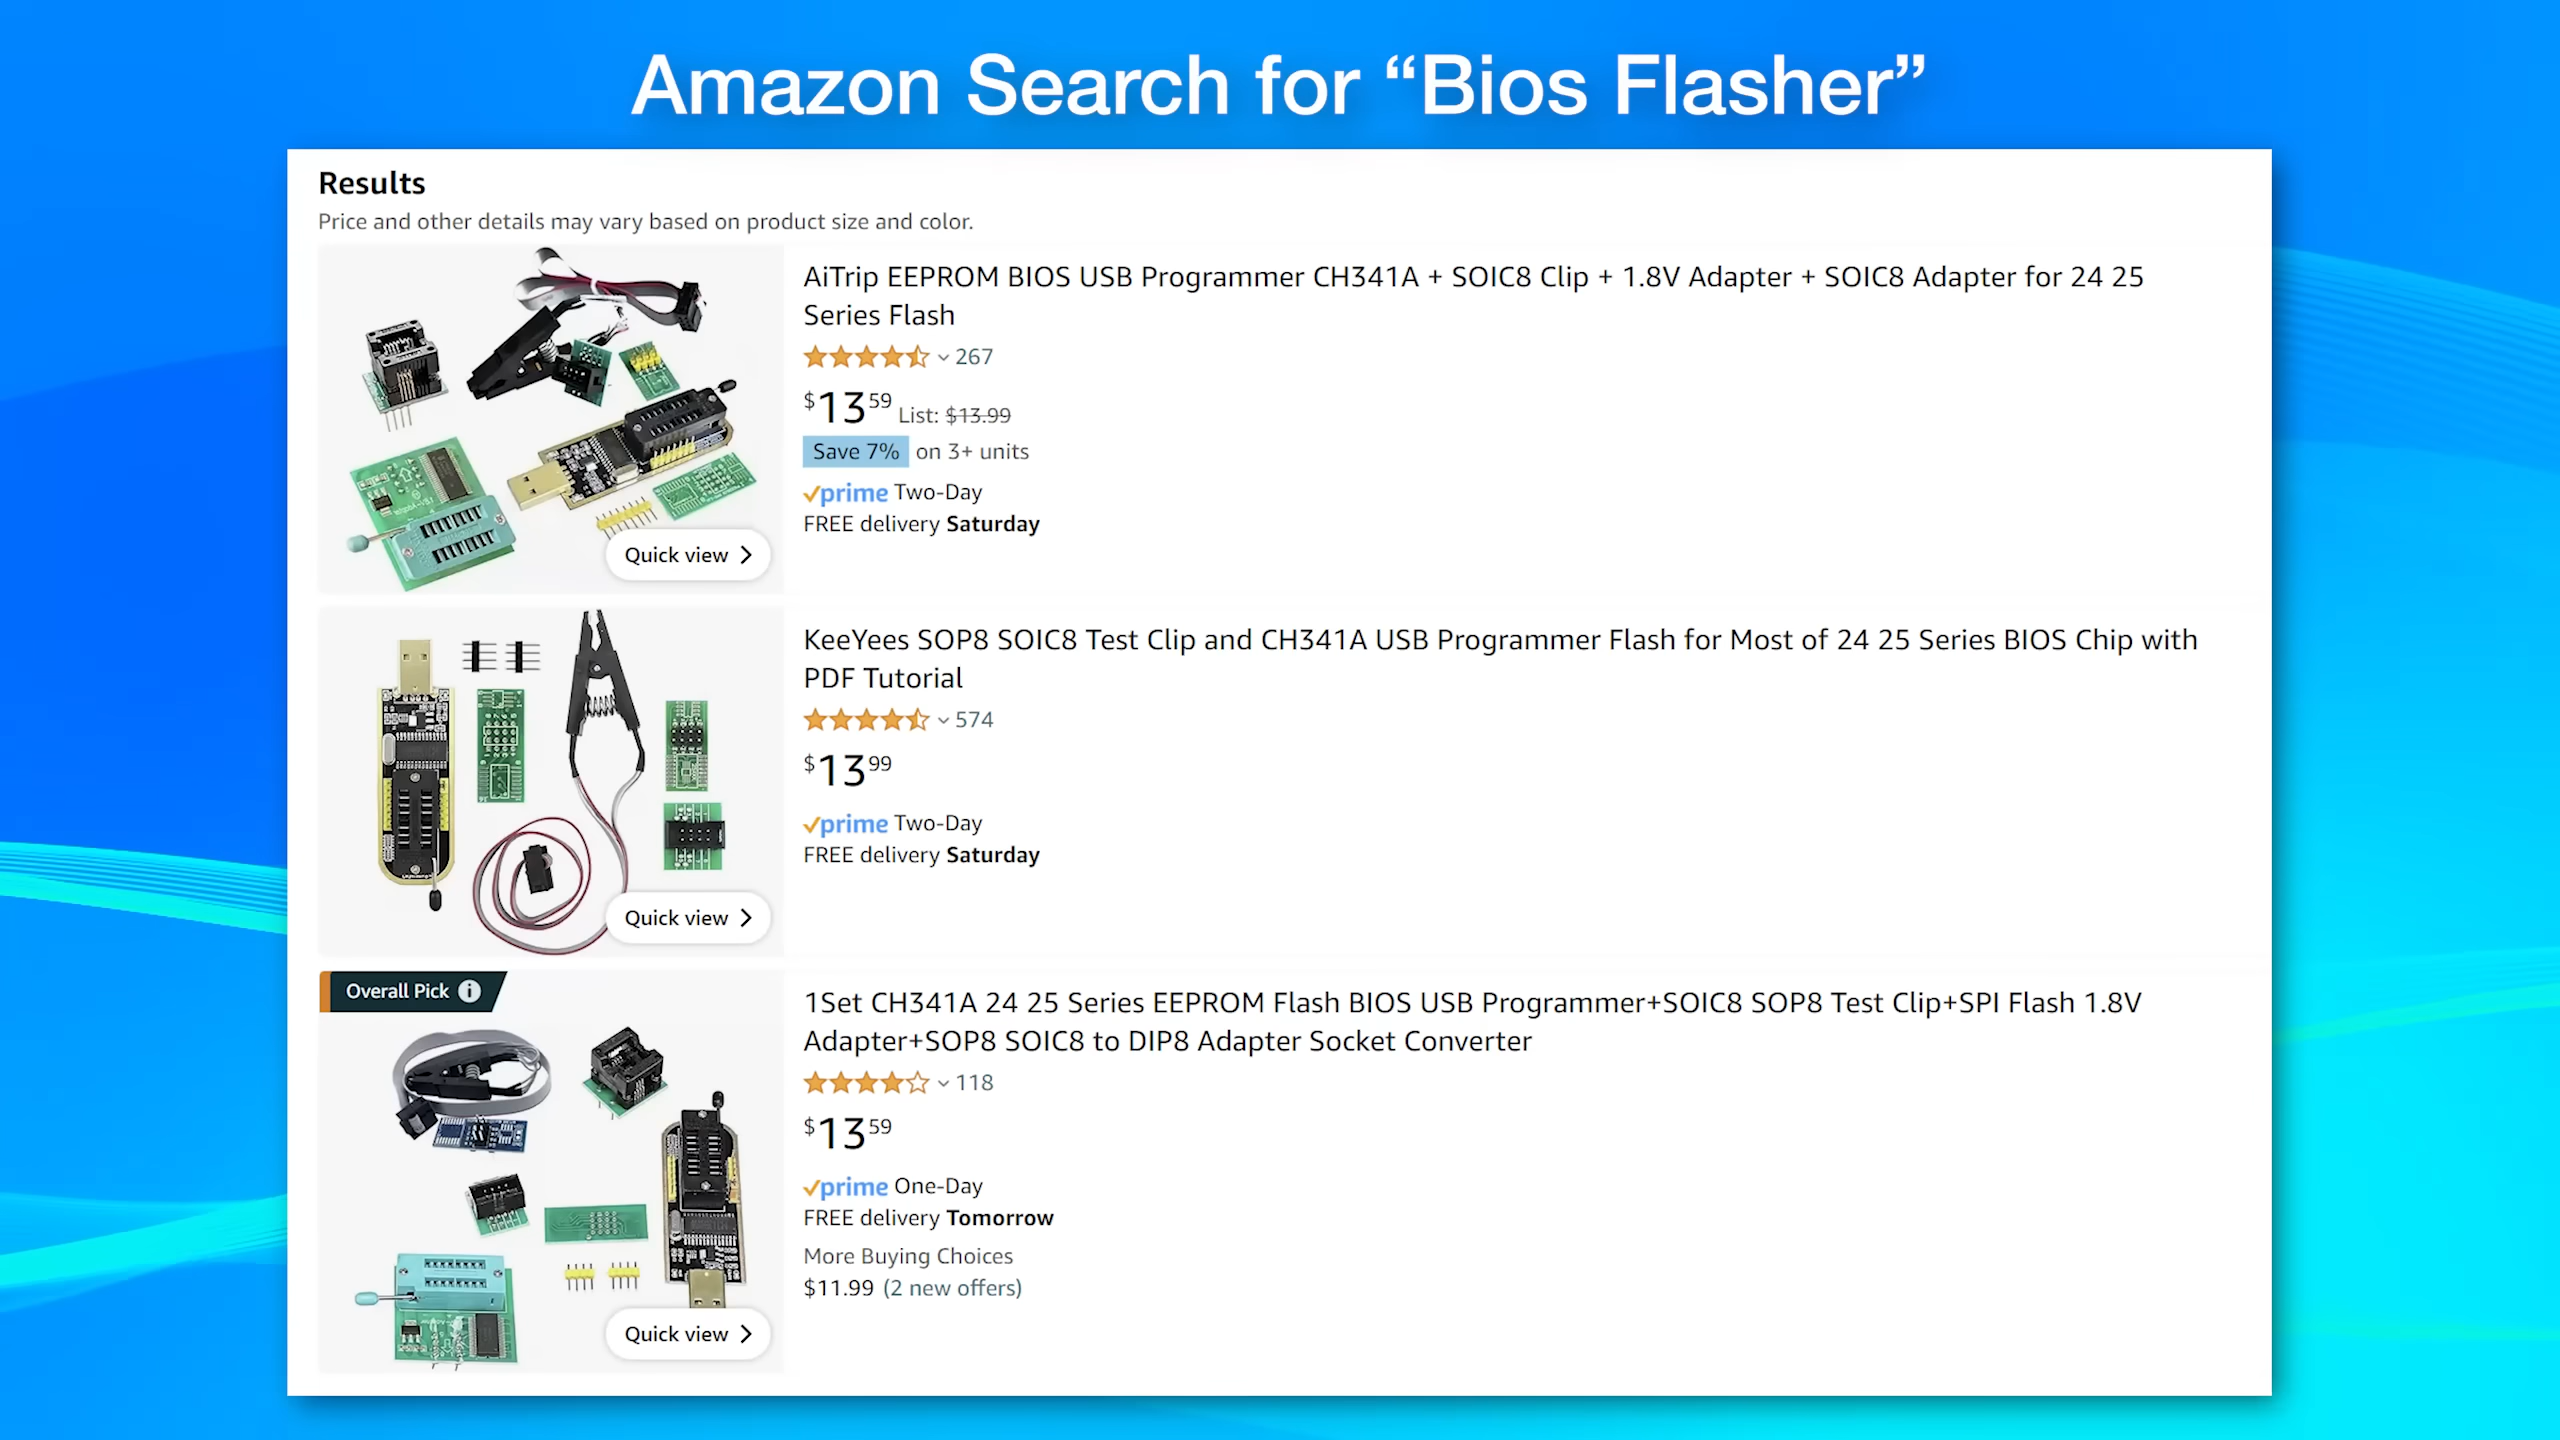 Amazon Search for “Bios Flasher”
Results
Price and other details may vary based on product size and color.
AiTrip EEPROM BIOS USB Programmer CH341A + SOIC8 Clip + 1.8V Adapter + SOIC8 Adapter for 24 25
Series Flash
267
$13 59 List: $13.99
Save 7% on 3+ units
prime Two-Day
FREE delivery Saturday
Quick view
KeeYees SOP8 SOIC8 Test Clip and CH341A USB Programmer Flash for Most of 24 25 Series BIOS Chip with
PDF Tutorial
574
$13 99
prime Two-Day
FREE delivery Saturday
Quick view
Overall Pick
1Set CH341A 24 25 Series EEPROM Flash BIOS USB Programmer+SOIC8 SOP8 Test Clip+SPI Flash 1.8V
Adapter+SOP8 SOIC8 to DIP8 Adapter Socket Converter
118
$13 59
prime One-Day
FREE delivery Tomorrow
More Buying Choices
$11.99 (2 new offers)
Quick view